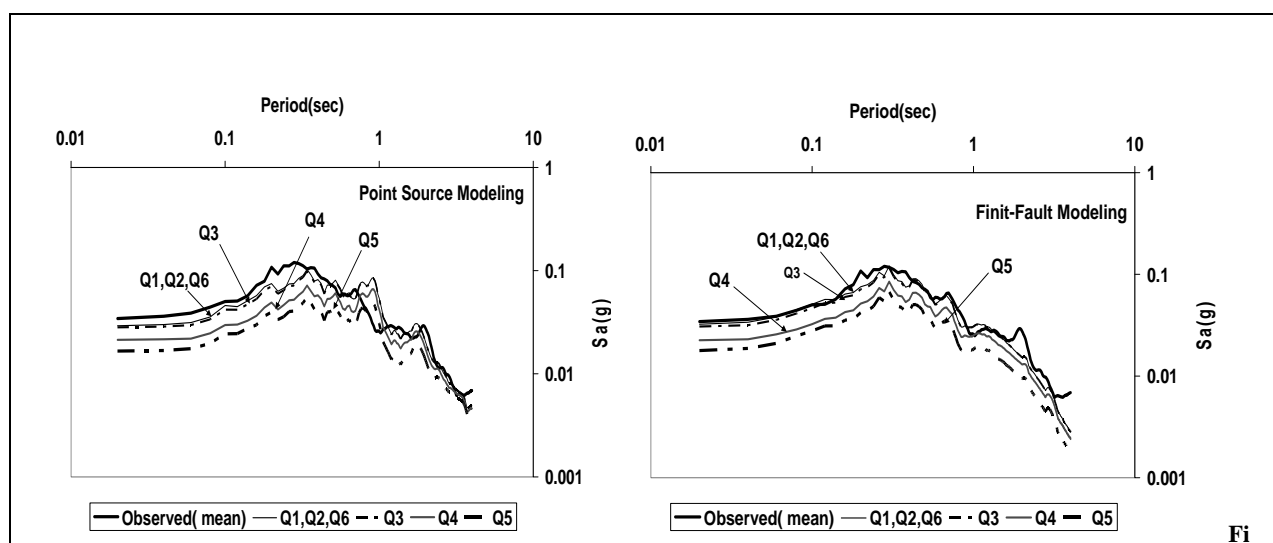 Period(sec)
0.01 0.1 1 10
1
0.1
0.01
0.001
Sa(g)
Point Source Modeling
Q4
Q3
Q5
Q1,Q2,Q6
Observed( mean) Q1,Q2,Q6 Q3 Q4 Q5
Period(sec)
0.01 0.1 1 10
1
0.1
0.01
0.001
Sa(g)
Finit-Fault Modeling
Q1,Q2,Q6
Q3
Q5
Q4
Observed( mean) Q1,Q2,Q6 Q3 Q4 Q5
Fi